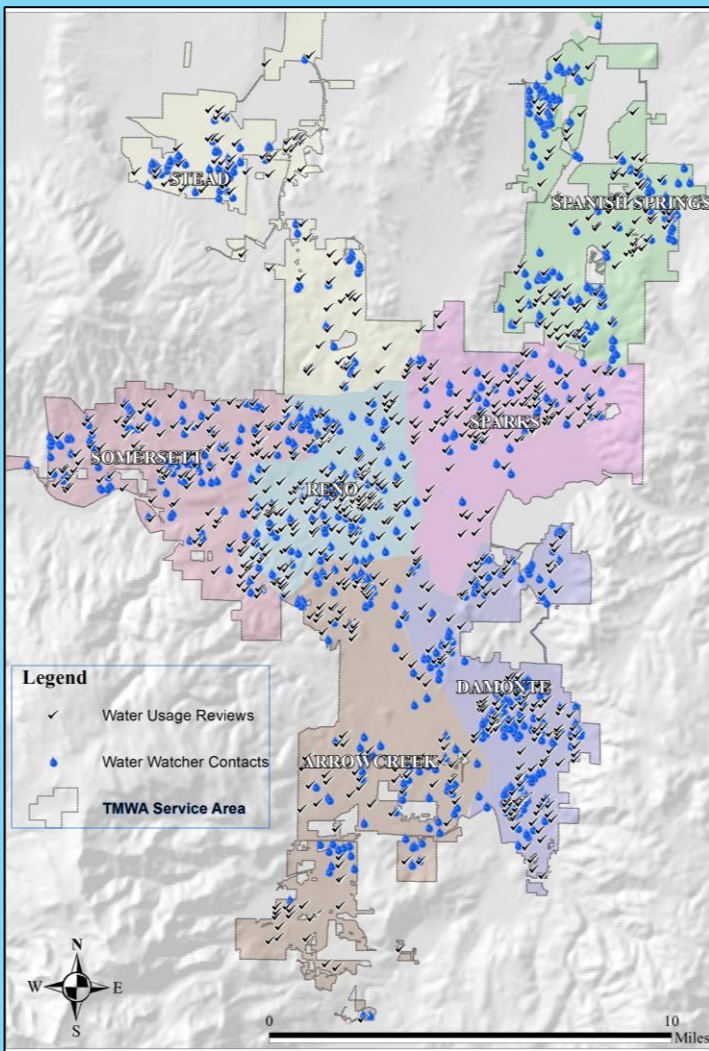 STEAD
SPANISH SPRINGS
SPARKS
SOMERSETT
RENO
Legend
Water Usage Reviews
Water Watcher Contacts
TMWA Service Area
DAMONTE
ARROWCREEK
N
W E
S
0 10
Miles